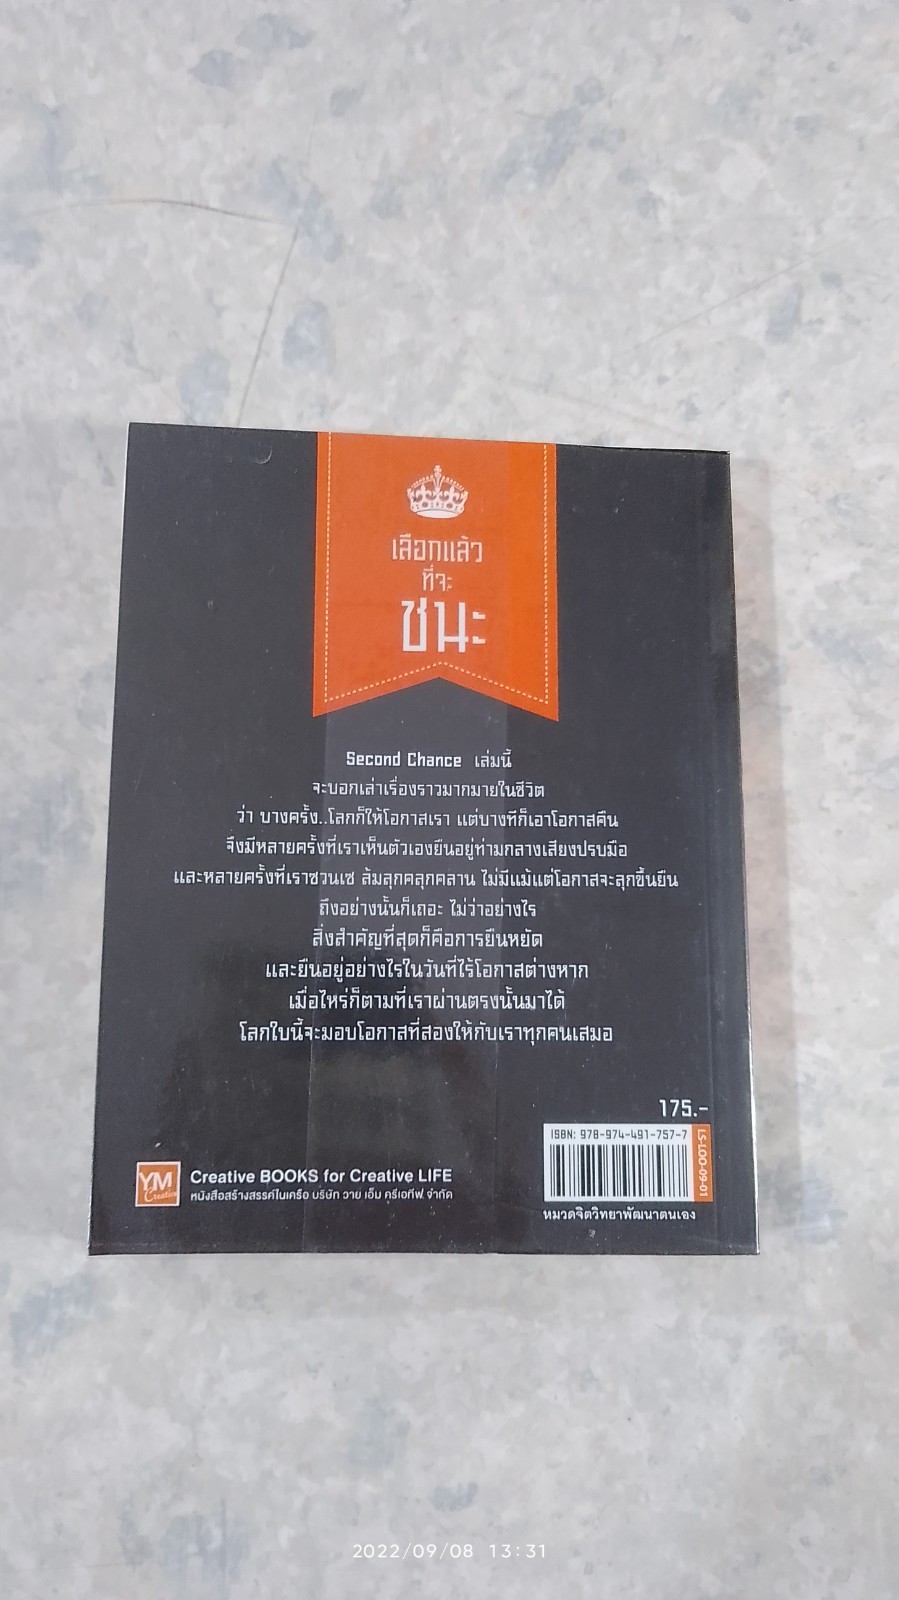 เลือกแล้ว
ที่จะ
ชนะ
Second Chance เล่มนี้
จะบอกเล่าเรื่องราวมากมายในชีวิต
ว่า บางครั้ง..โลกก็ให้โอกาสเรา แต่บางทีก็เอาโอกาสคืน
จึงมีหลายครั้งที่เราเห็นตัวเองยืนอยู่ท่ามกลางเสียงปรบมือ
และหลายครั้งที่เราซวนเซ ล้มลุกคลุกคลาน ไม่มีแม้แต่โอกาสจะลุกขึ้นยืน
ถึงอย่างนั้นก็เถอะ ไม่ว่าอย่างไร
สิ่งสำคัญที่สุดก็คือการยืนหยัด
และยืนอยู่อย่างไรในวันที่ไร้โอกาสต่างหาก
เมื่อไหร่ก็ตามที่เราผ่านตรงนั้นมาได้
โลกใบนี้จะมอบโอกาสที่สองให้กับเราทุกคนเสมอ
175.-
ISBN: 978-974-491-757-7
LS-LOO-09-01
หมวดจิตวิทยาพัฒนาตนเอง
YM
Creative
Creative BOOKS for Creative LIFE
หนังสือสร้างสรรค์ในเครือ บริษัท วาย เอ็ม ครีเอทีฟ จำกัด
2022/09/08 13:31